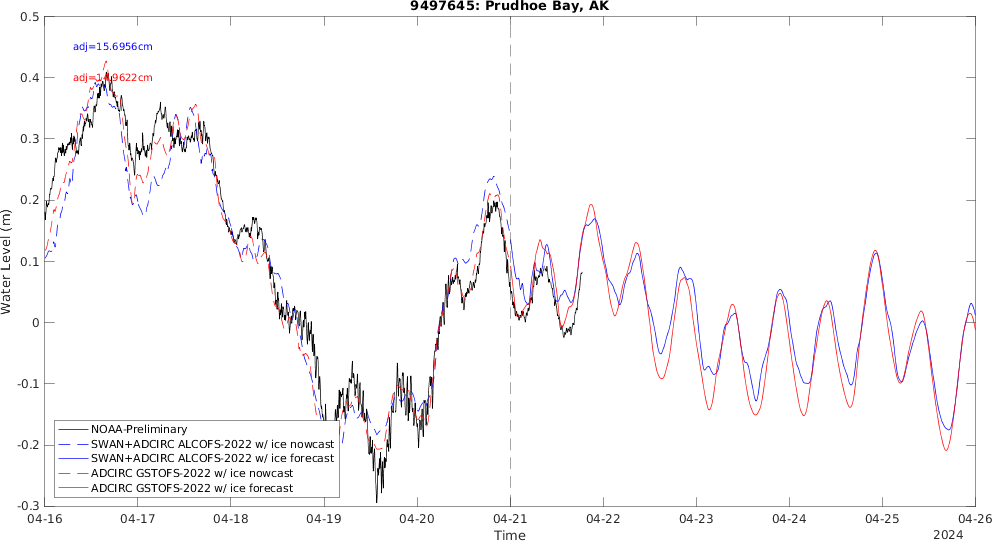 9497645: Prudhoe Bay, AK
adj=15.6956cm
0.5
0.4
0.3
0.2
0.1
0
-0.1
-0.2
-0.3
Water Level (m)
NOAA-Preliminary
SWAN+ADCIRC ALCOFS-2022 w/ ice nowcast
SWAN+ADCIRC ALCOFS-2022 w/ ice forecast
ADCIRC GSTOFS-2022 w/ ice nowcast
ADCIRC GSTOFS-2022 w/ ice forecast
04-16 04-17 04-18 04-19 04-20 04-21 04-22 04-23 04-24 04-25 04-26
Time
2024